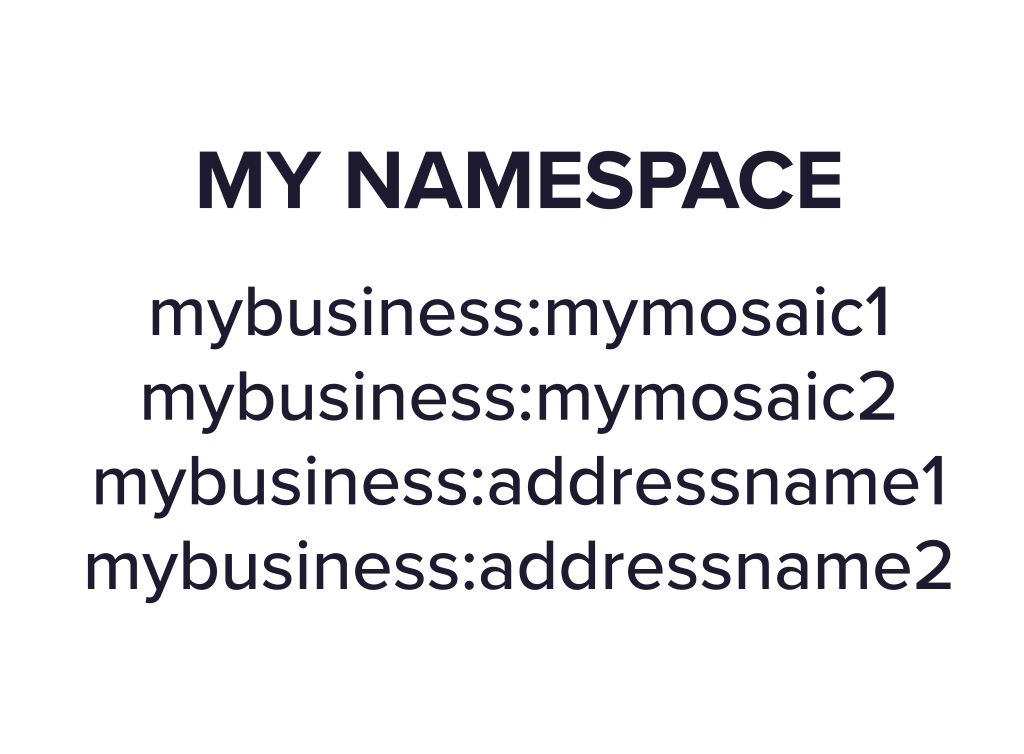 MY NAMESPACE
mybusiness:mymosaic1
mybusiness:mymosaic2
mybusiness:addressname1
mybusiness:addressname2